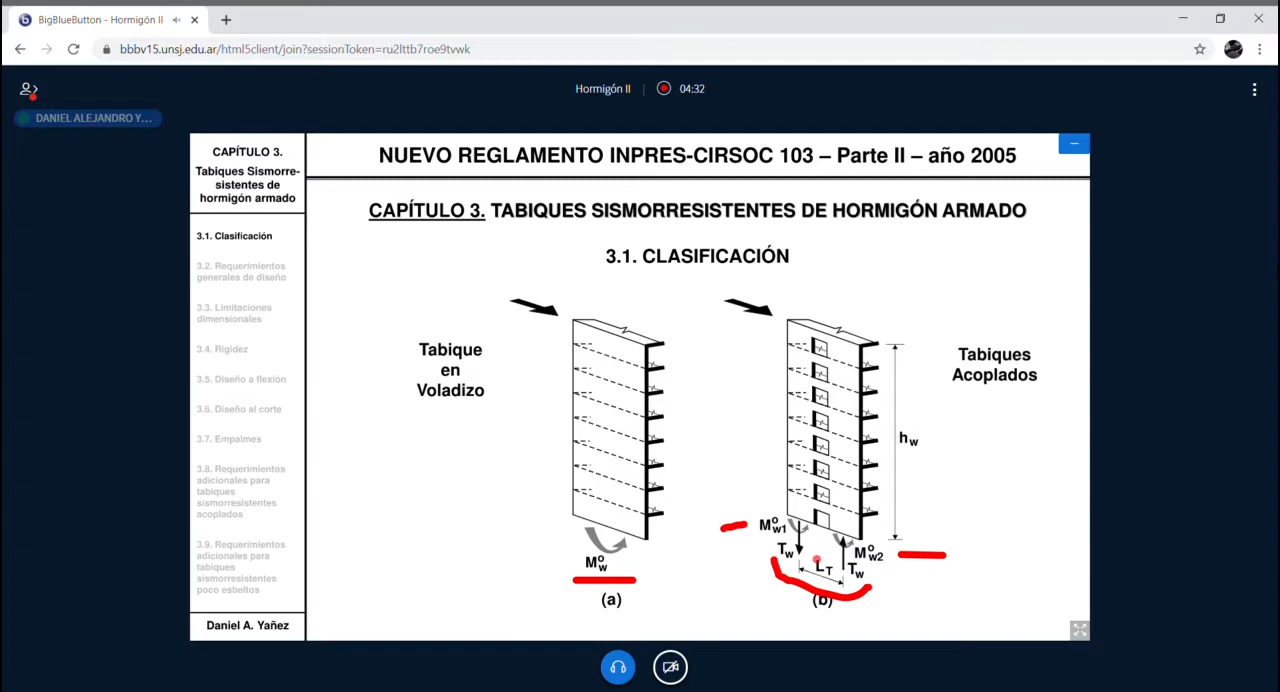 BigBlueButton - Hormigón II
bbbv15.unsj.edu.ar/html5client/join?sessionToken=ru2lttb7roe9tvwk
Hormigón II
04:32
DANIEL ALEJANDRO Y...
CAPÍTULO 3.
Tabiques Sismorre-
sistentes de
hormigón armado
3.1. Clasificación
3.2. Requerimientos
generales de diseño
3.3. Limitaciones
dimensionales
3.4. Rigidez
3.5. Diseño a flexión
3.6. Diseño al corte
3.7. Empalmes
3.8. Requerimientos
adicionales para
tabiques
sismorresistentes
acoplados
3.9. Requerimientos
adicionales para
tabiques
sismorresistentes
poco esbeltos
Daniel A. Yañez
NUEVO REGLAMENTO INPRES-CIRSOC 103 – Parte II – año 2005
CAPÍTULO 3. TABIQUES SISMORRESISTENTES DE HORMIGÓN ARMADO
3.1. CLASIFICACIÓN
Tabique
en
Voladizo
M°w
(a)
Tabiques
Acoplados
hw
M°w1
Tw
LT
Tw
M°w2
(b)